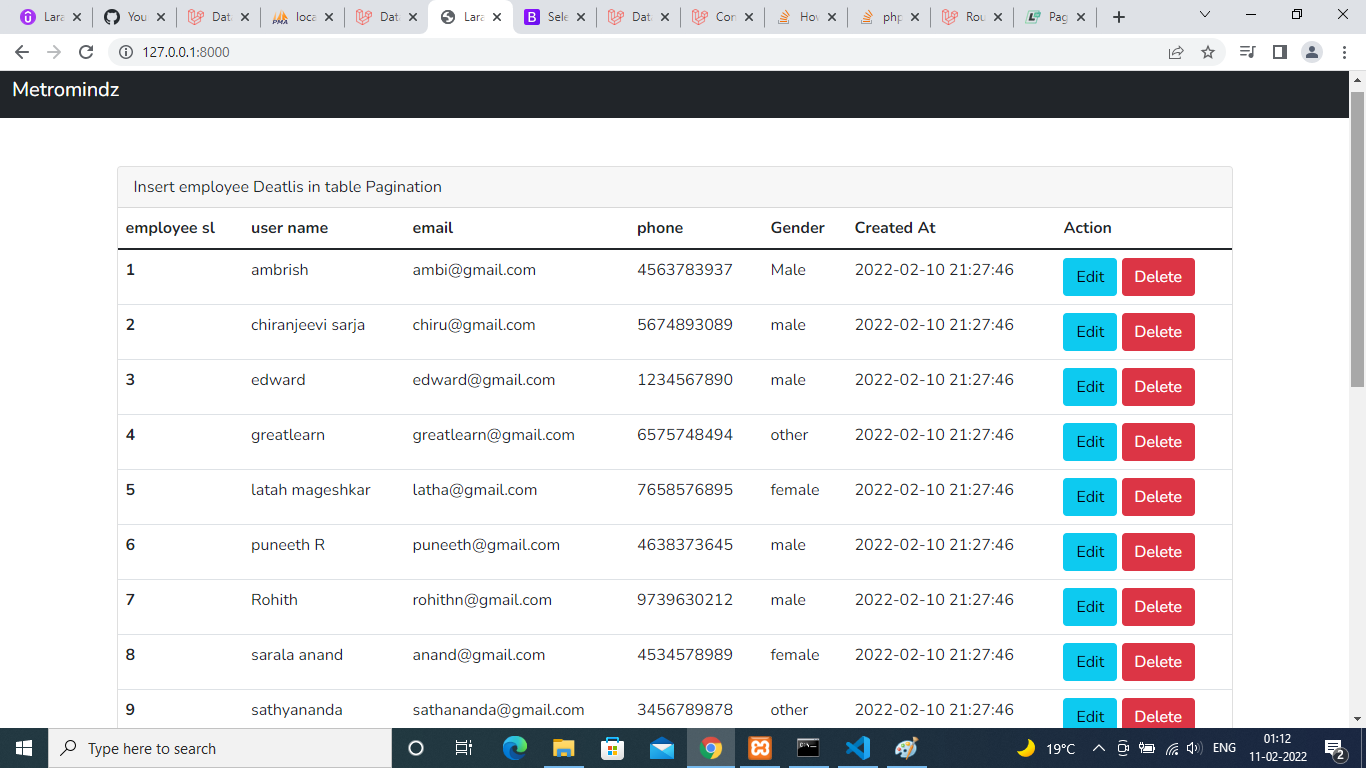 Lara
You
Data
loca
Data
Lara
Sele
Data
Con
How
php
Rou
Pag
127.0.0.1:8000
Metromindz
Insert employee Deatlis in table Pagination
employee sl user name email phone Gender Created At Action
1 ambrish ambi@gmail.com 4563783937 Male 2022-02-10 21:27:46 Edit Delete
2 chiranjeevi sarja chiru@gmail.com 5674893089 male 2022-02-10 21:27:46 Edit Delete
3 edward edward@gmail.com 1234567890 male 2022-02-10 21:27:46 Edit Delete
4 greatlearn greatlearn@gmail.com 6575748494 other 2022-02-10 21:27:46 Edit Delete
5 latah mageshkar latha@gmail.com 7658576895 female 2022-02-10 21:27:46 Edit Delete
6 puneeth R puneeth@gmail.com 4638373645 male 2022-02-10 21:27:46 Edit Delete
7 Rohith rohithn@gmail.com 9739630212 male 2022-02-10 21:27:46 Edit Delete
8 sarala anand anand@gmail.com 4534578989 female 2022-02-10 21:27:46 Edit Delete
9 sathyananda sathananda@gmail.com 3456789878 other 2022-02-10 21:27:46 Edit Delete
Type here to search
19°C
ENG
01:12
11-02-2022
2